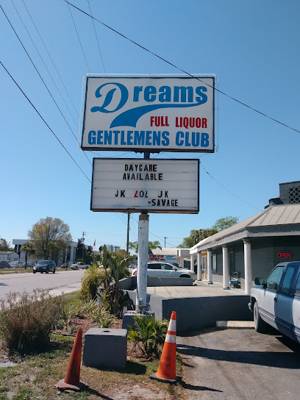 Dreams
FULL LIQUOR
GENTLEMENS CLUB
DAYCARE
AVAILABLE
JK LOL JK
-SAVAGE